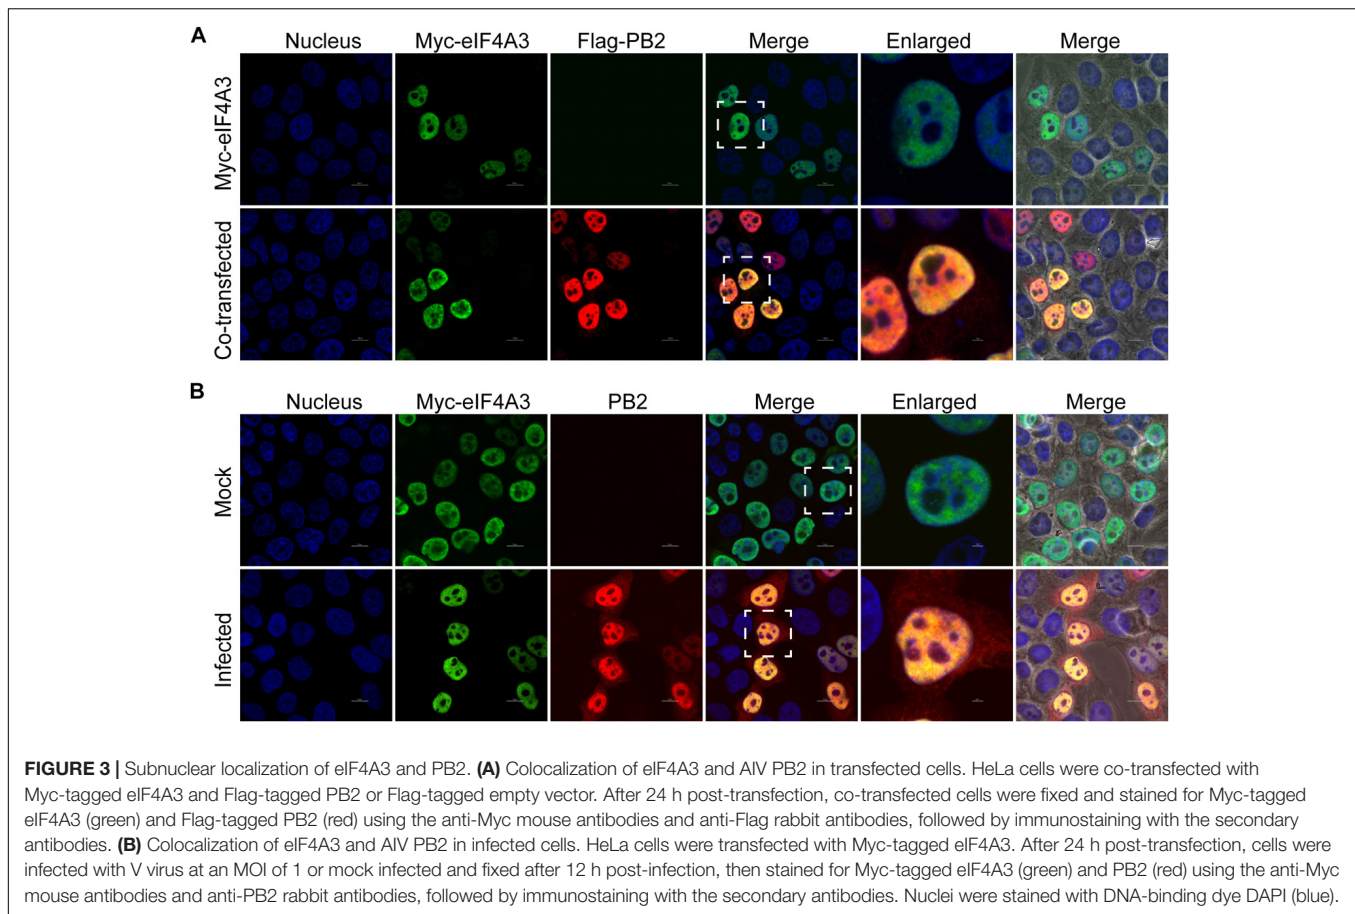 A
Nucleus Myc-eIF4A3 Flag-PB2 Merge Enlarged Merge
Myc-eIF4A3
Co-transfected
B
Nucleus Myc-eIF4A3 PB2 Merge Enlarged Merge
Mock
Infected
FIGURE 3 | Subnuclear localization of eIF4A3 and PB2. (A) Colocalization of eIF4A3 and AIV PB2 in transfected cells. HeLa cells were co-transfected with
Myc-tagged eIF4A3 and Flag-tagged PB2 or Flag-tagged empty vector. After 24 h post-transfection, co-transfected cells were fixed and stained for Myc-tagged
eIF4A3 (green) and Flag-tagged PB2 (red) using the anti-Myc mouse antibodies and anti-Flag rabbit antibodies, followed by immunostaining with the secondary
antibodies. (B) Colocalization of eIF4A3 and AIV PB2 in infected cells. HeLa cells were transfected with Myc-tagged eIF4A3. After 24 h post-transfection, cells were
infected with V virus at an MOI of 1 or mock infected and fixed after 12 h post-infection, then stained for Myc-tagged eIF4A3 (green) and PB2 (red) using the anti-Myc
mouse antibodies and anti-PB2 rabbit antibodies, followed by immunostaining with the secondary antibodies. Nuclei were stained with DNA-binding dye DAPI (blue).